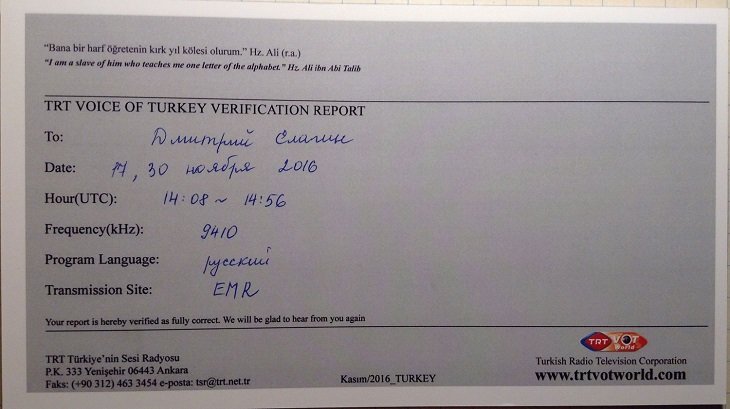 “Bana bir harf öğretenin kırk yıl kölesi olurum.” Hz. Ali (r.a.)
"I am a slave of him who teaches me one letter of the alphabet." Hz. Ali ibn Abi Talib
TRT VOICE OF TURKEY VERIFICATION REPORT
To: Дмитрий Елагин
Date: 17, 30 ноября 2016
Hour(UTC): 14:08 ~ 14:56
Frequency(kHz): 9410
Program Language: русский
Transmission Site: EMR
Your report is hereby verified as fully correct. We will be glad to hear from you again
TRT VOT World
TRT Türkiye'nin Sesi Radyosu
P.K. 333 Yenişehir 06443 Ankara
Faks: (+90 312) 463 3454 e-posta: tsr@trt.net.tr
Kasım/2016_TURKEY
Turkish Radio Television Corporation
www.trtvotworld.com